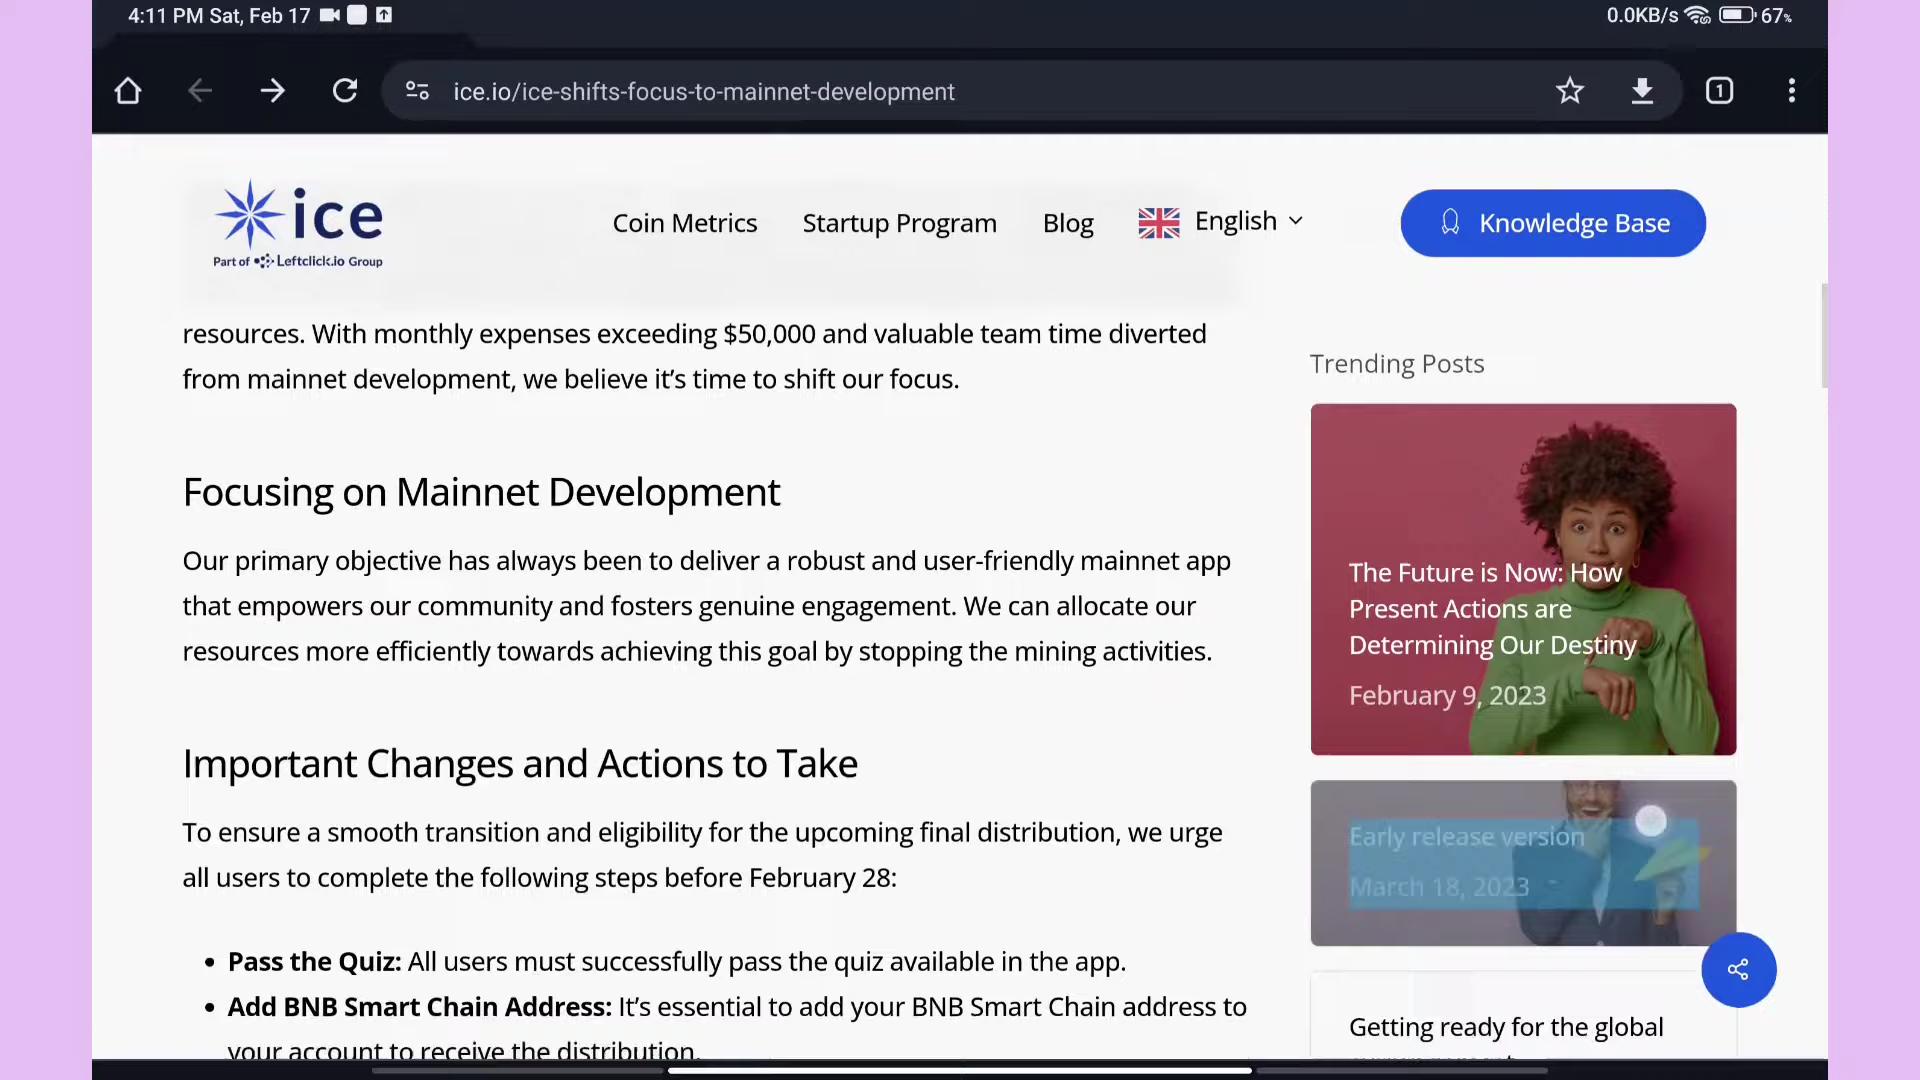 4:11 PM Sat, Feb 17
0.0KB/s 67%
ice.io/ice-shifts-focus-to-mainnet-development
1
ice
Part of Leftclick.io Group
Coin Metrics
Startup Program
Blog
English
Knowledge Base
resources. With monthly expenses exceeding $50,000 and valuable team time diverted
from mainnet development, we believe it’s time to shift our focus.
Focusing on Mainnet Development
Our primary objective has always been to deliver a robust and user-friendly mainnet app
that empowers our community and fosters genuine engagement. We can allocate our
resources more efficiently towards achieving this goal by stopping the mining activities.
Important Changes and Actions to Take
To ensure a smooth transition and eligibility for the upcoming final distribution, we urge
all users to complete the following steps before February 28:
• Pass the Quiz: All users must successfully pass the quiz available in the app.
• Add BNB Smart Chain Address: It’s essential to add your BNB Smart Chain address to
your account to receive the distribution.
Trending Posts
The Future is Now: How
Present Actions are
Determining Our Destiny
February 9, 2023
Early release version
March 18, 2023
Getting ready for the global